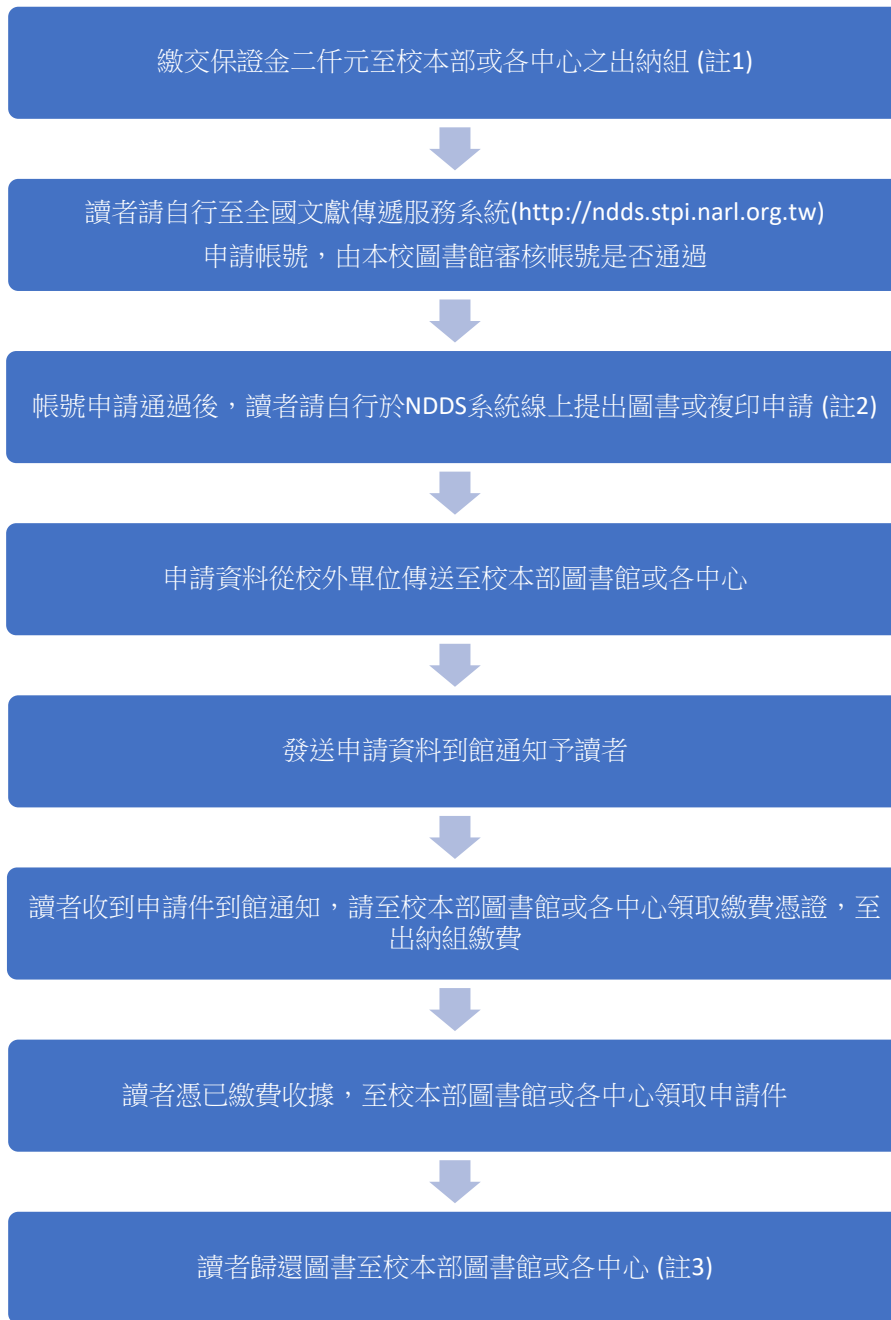 繳交保證金二仟元至校本部或各中心之出納組 (註1)
讀者請自行至全國文獻傳遞服務系統(http://ndds.stpi.narl.org.tw)
申請帳號，由本校圖書館審核帳號是否通過
帳號申請通過後，讀者請自行於NDDS系統線上提出圖書或複印申請 (註2)
申請資料從校外單位傳送至校本部圖書館或各中心
發送申請資料到館通知予讀者
讀者收到申請件到館通知，請至校本部圖書館或各中心領取繳費憑證，至
出納組繳費
讀者憑已繳費收據，至校本部圖書館或各中心領取申請件
讀者歸還圖書至校本部圖書館或各中心 (註3)